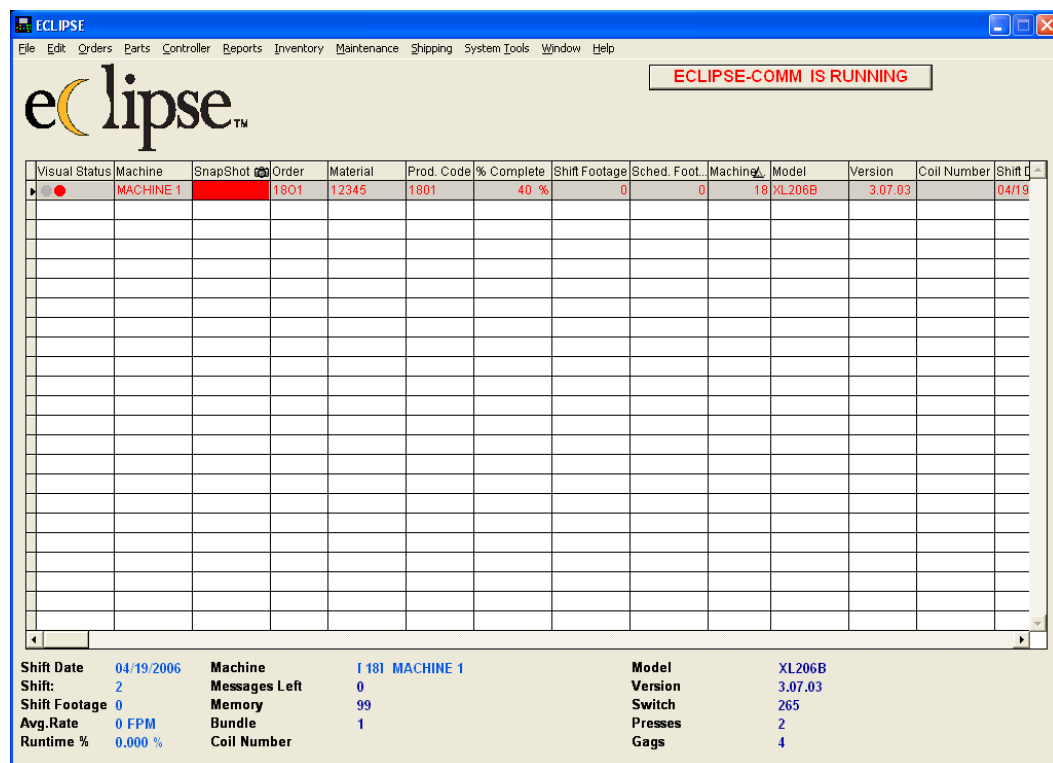 ECLIPSE
File Edit Orders Parts Controller Reports Inventory Maintenance Shipping System Tools Window Help
eclipse™
ECLIPSE-COMM IS RUNNING
Visual Status Machine SnapShot Order Material Prod. Code % Complete Shift Footage Sched. Foot... Machine Model Version Coil Number Shift D
MACHINE 1 18O1 12345 1801 40 % 0 0 18 XL206B 3.07.03 04/19
Shift Date 04/19/2006 Machine [ 18] MACHINE 1 Model XL206B
Shift: 2 Messages Left 0 Version 3.07.03
Shift Footage 0 Memory 99 Switch 265
Avg.Rate 0 FPM Bundle 1 Presses 2
Runtime % 0.000 % Coil Number Gags 4